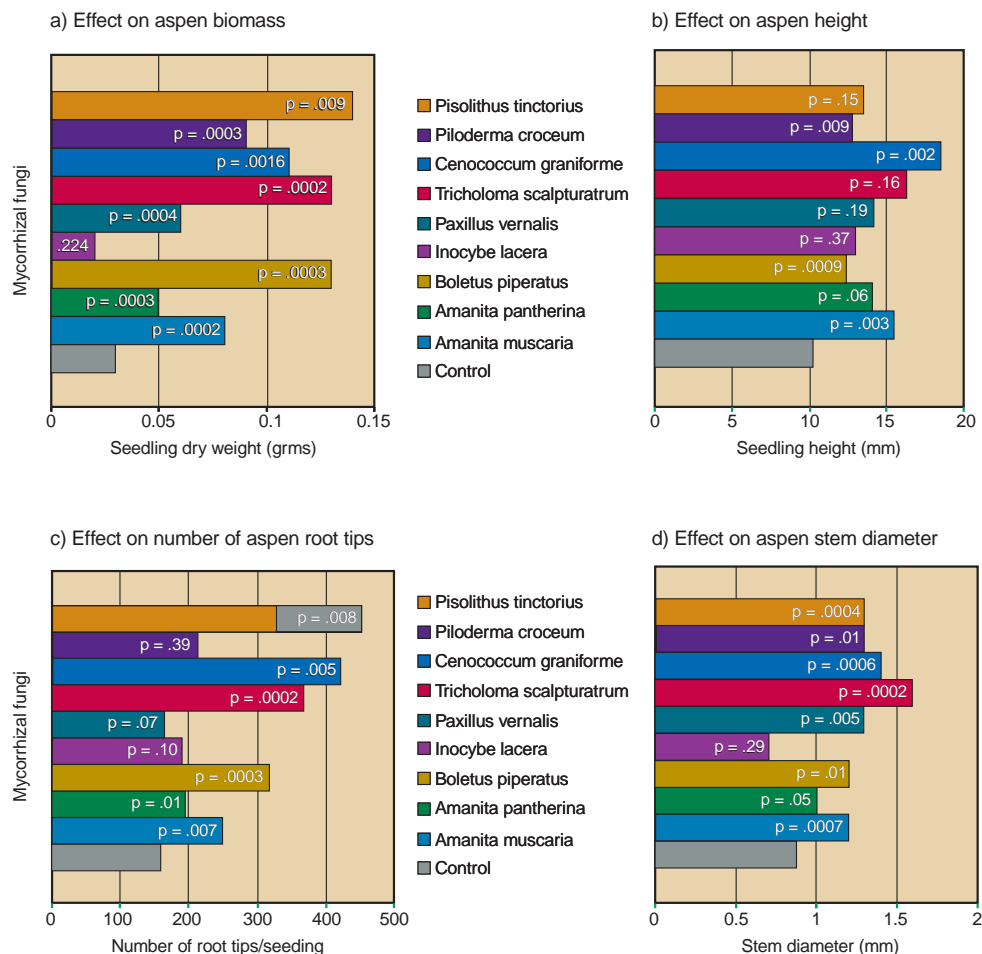 a) Effect on aspen biomass
Mycorrhizal fungi
p = .009
p = .0003
p = .0016
p = .0002
p = .0004
.224
p = .0003
p = .0003
p = .0002
0 0.05 0.1 0.15
Seedling dry weight (grms)
Pisolithus tinctorius
Piloderma croceum
Cenococcum graniforme
Tricholoma scalpturatrum
Paxillus vernalis
Inocybe lacera
Boletus piperatus
Amanita pantherina
Amanita muscaria
Control
b) Effect on aspen height
p = .15
p = .009
p = .002
p = .16
p = .19
p = .37
p = .0009
p = .06
p = .003
0 5 10 15 20
Seedling height (mm)
c) Effect on number of aspen root tips
Mycorrhizal fungi
p = .008
p = .39
p = .005
p = .0002
p = .07
p = .10
p = .0003
p = .01
p = .007
0 100 200 300 400 500
Number of root tips/seeding
Pisolithus tinctorius
Piloderma croceum
Cenococcum graniforme
Tricholoma scalpturatrum
Paxillus vernalis
Inocybe lacera
Boletus piperatus
Amanita pantherina
Amanita muscaria
Control
d) Effect on aspen stem diameter
p = .0004
p = .01
p = .0006
p = .0002
p = .005
p = .29
p = .01
p = .05
p = .0007
0 0.5 1 1.5 2
Stem diameter (mm)